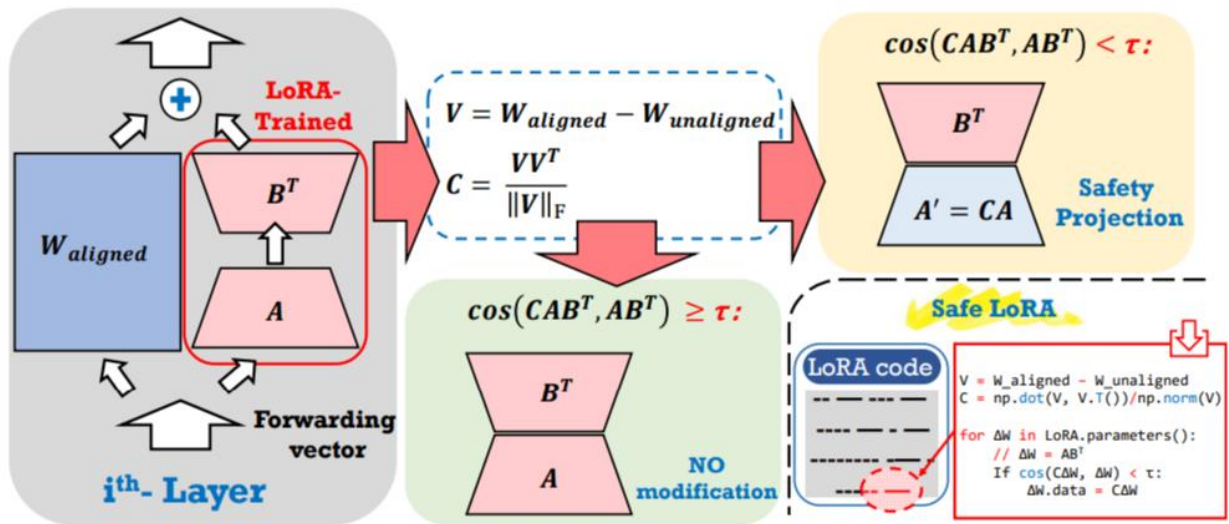 LoRA-
Trained
+
B^T
W_aligned
A
Forwarding
vector
i^th- Layer
V = W_aligned − W_unaligned
C = VV^T / ‖V‖_F
cos(CAB^T, AB^T) < τ:
B^T
A' = CA
Safety
Projection
cos(CAB^T, AB^T) ≥ τ:
B^T
A
NO
modification
Safe LoRA
LoRA code
V = W_aligned – W_unaligned
C = np.dot(V, V.T())/np.norm(V)
for ΔW in LoRA.parameters():
// ΔW = AB^T
If cos(CΔW, ΔW) < τ:
ΔW.data = CΔW